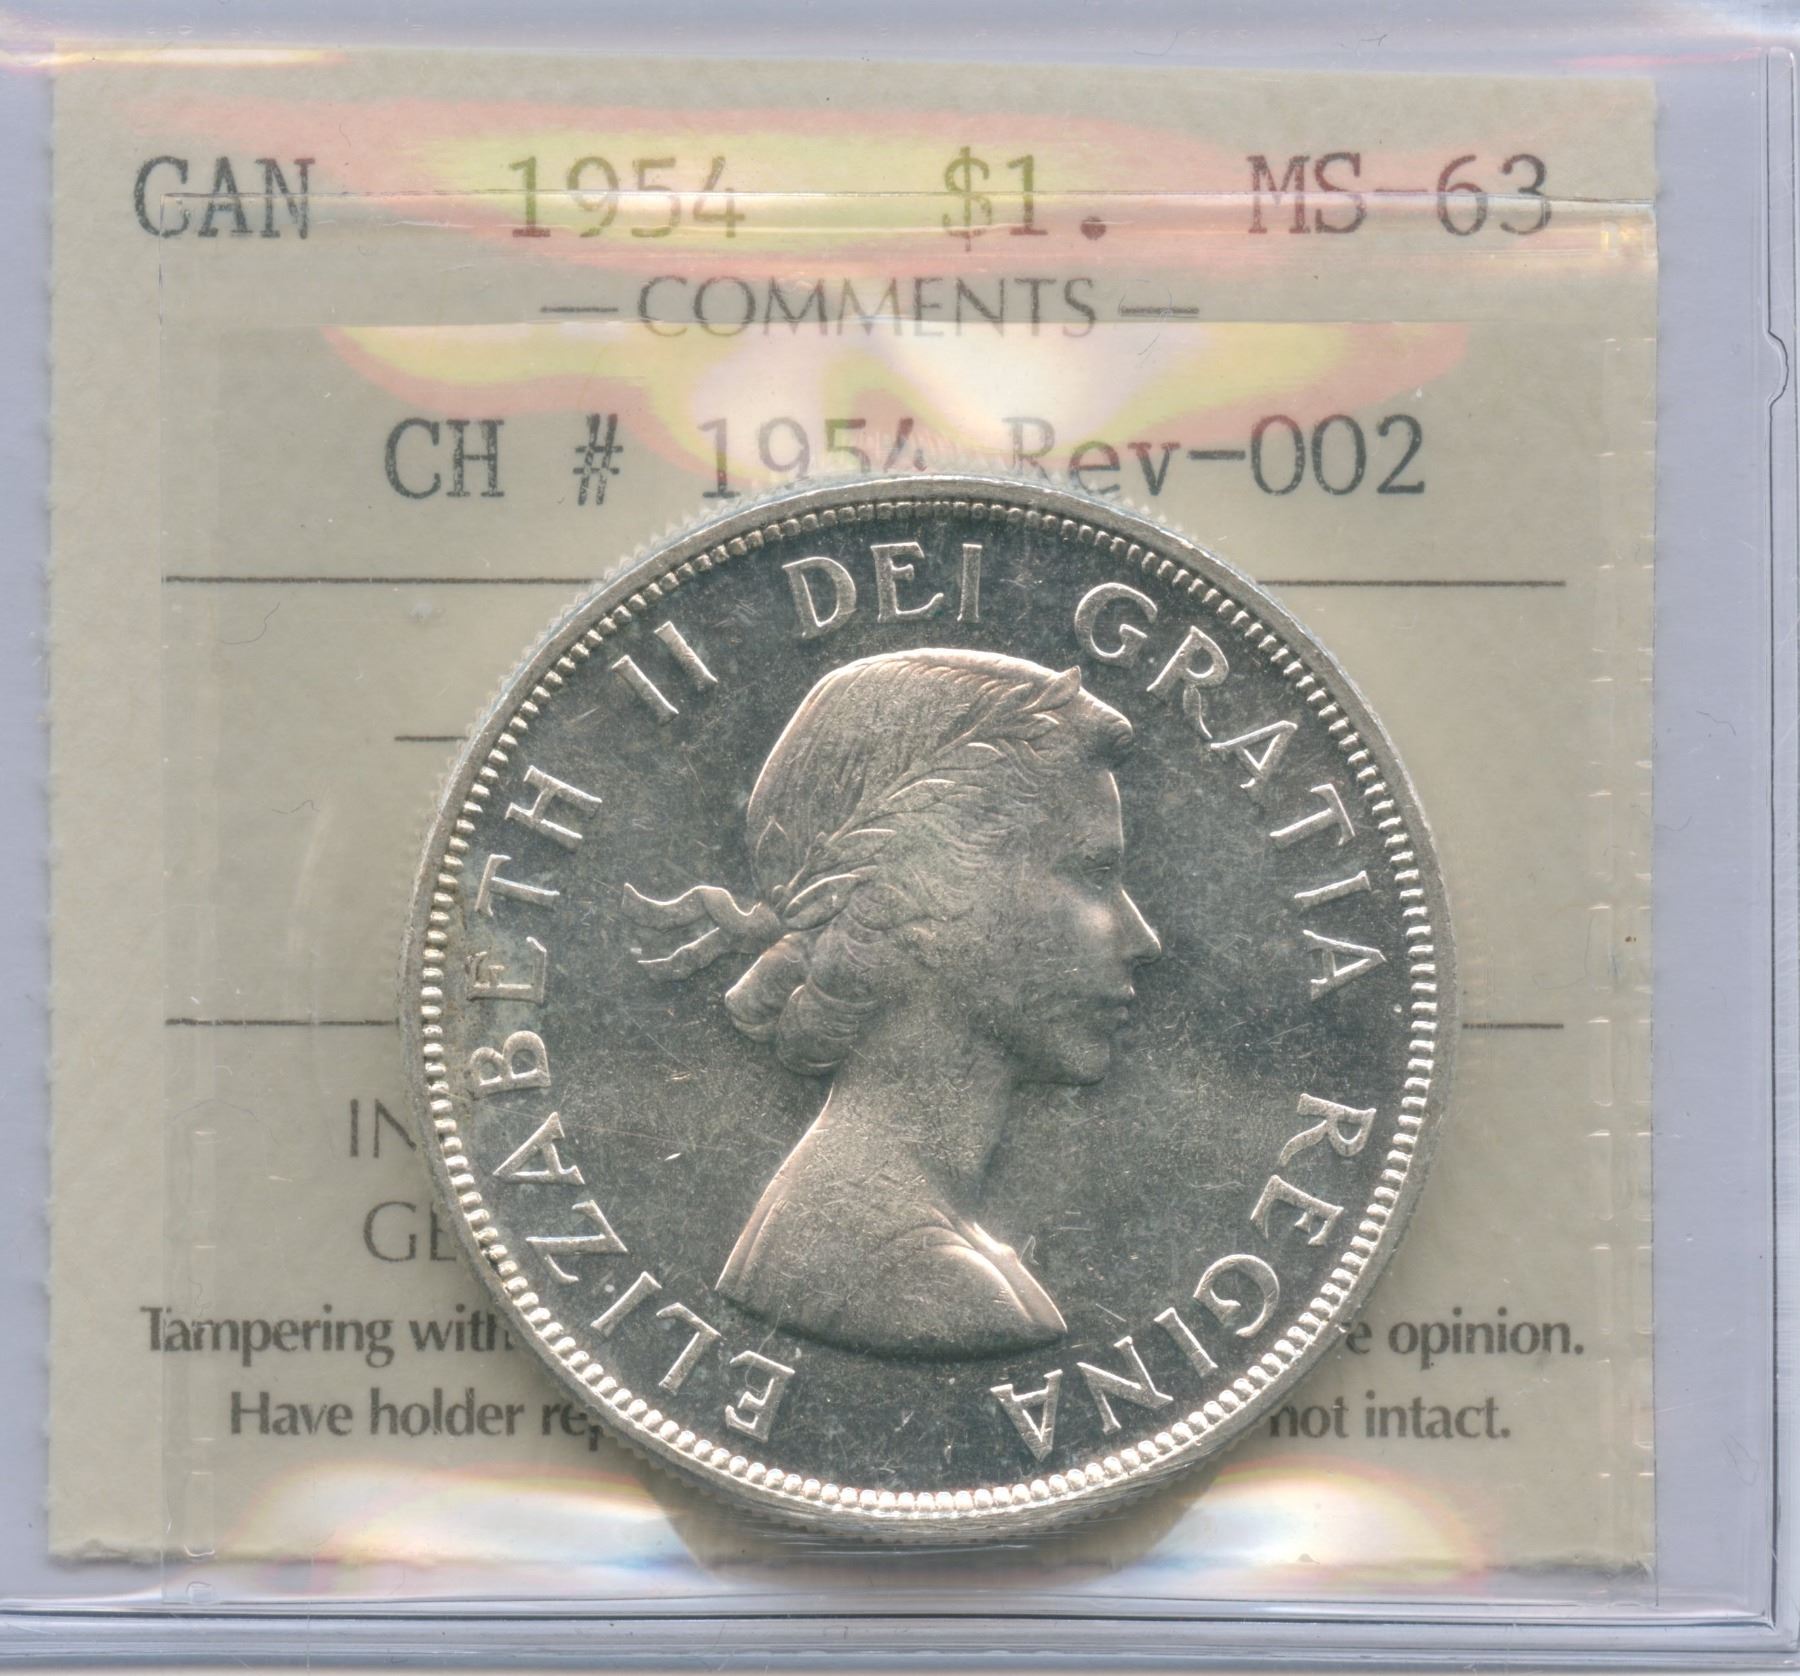 CAN 1954 $1. MS-63
— COMMENTS —
CH # 1954 Rev-002
ELIZABETH II DEI GRATIA REGINA
Tampering with opinion.
Have holder not intact.